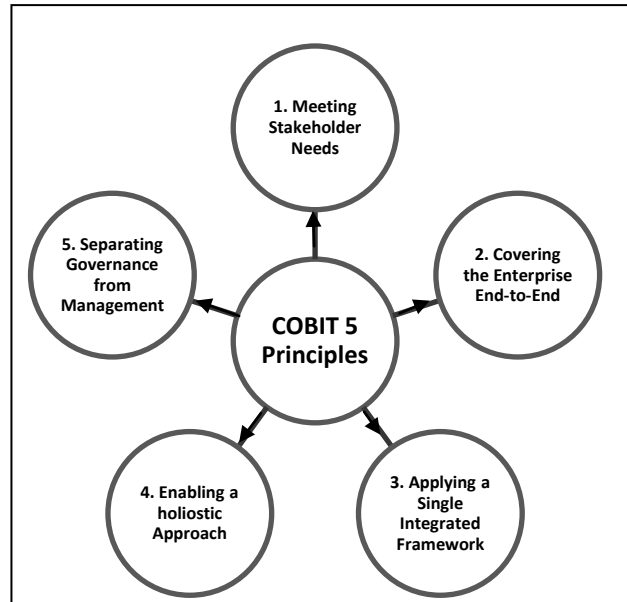 1. Meeting
Stakeholder
Needs
2. Covering
the Enterprise
End-to-End
3. Applying a
Single
Integrated
Framework
4. Enabling a
holiostic
Approach
5. Separating
Governance
from
Management
COBIT 5
Principles